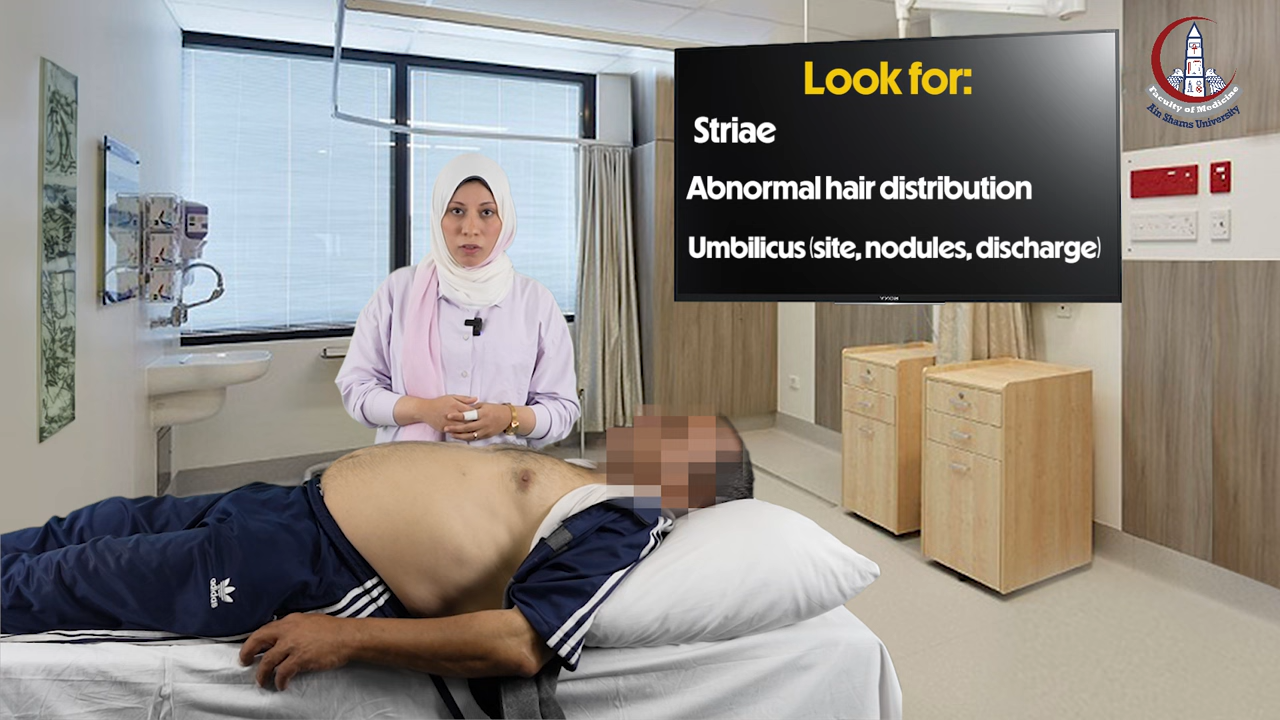 Look for:
Striae
Abnormal hair distribution
Umbilicus (site, nodules, discharge)
Faculty of Medicine
Ain Shams University
adidas